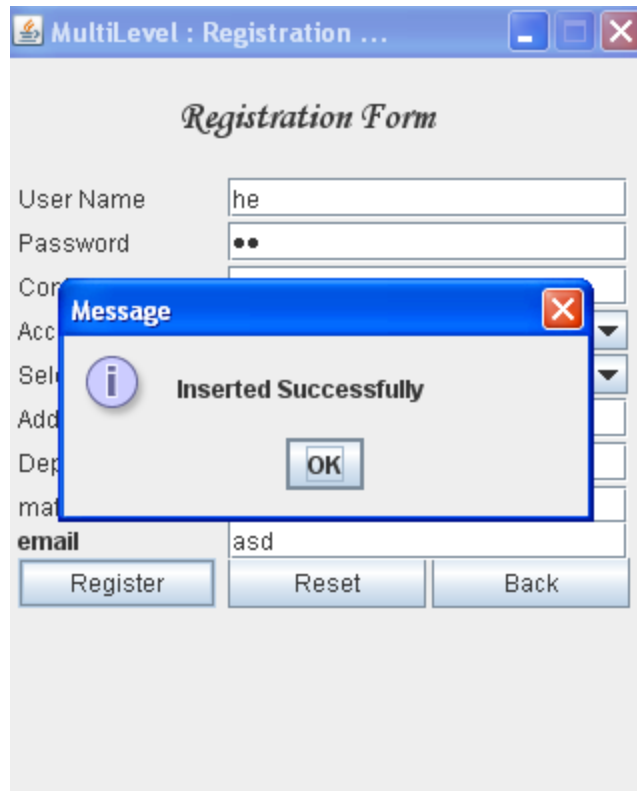 MultiLevel : Registration ...
Registration Form
User Name he
Password ••
Message
Inserted Successfully
OK
email asd
Register Reset Back